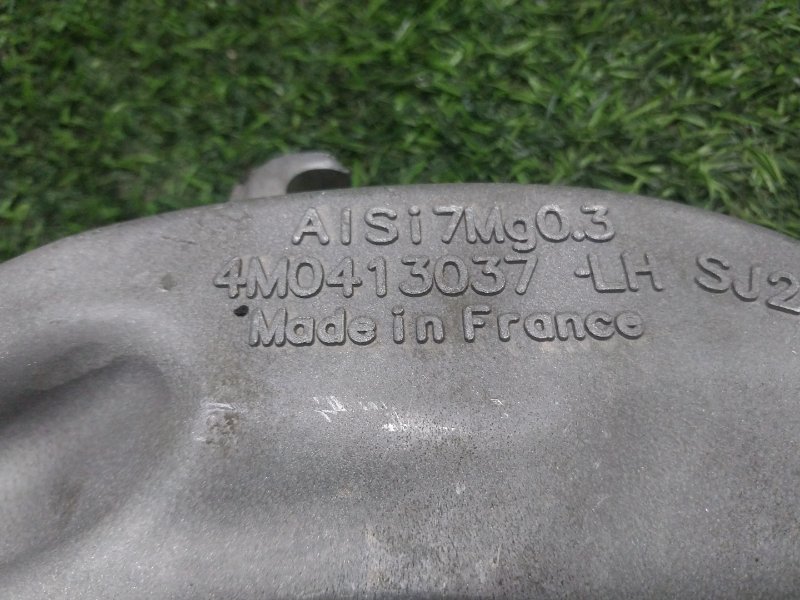 AlSi7Mg0.3
4M0413037 -LH SJ2
Made in France